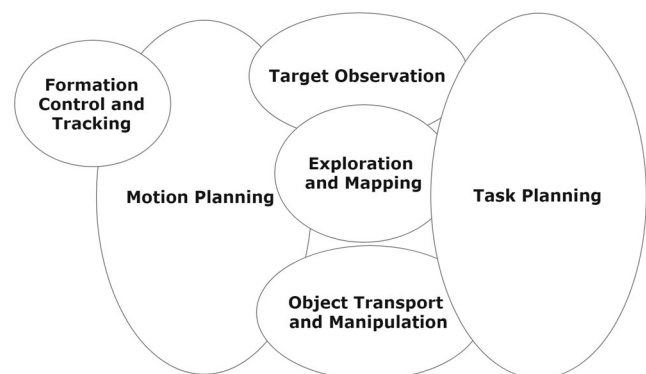 Formation
Control and
Tracking
Target Observation
Exploration
and Mapping
Motion Planning
Task Planning
Object Transport
and Manipulation